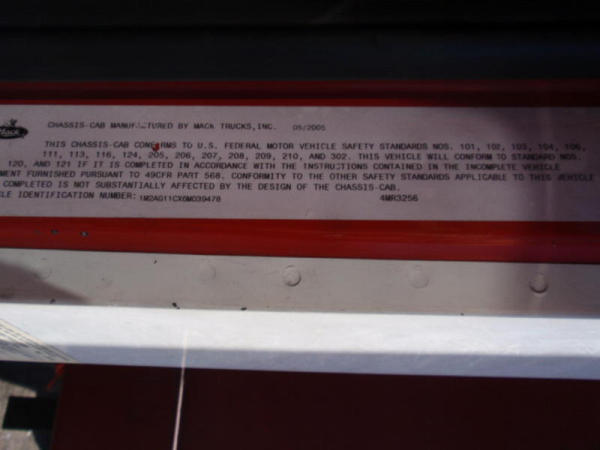 Mack
CHASSIS-CAB MANUFACTURED BY MACK TRUCKS, INC. 05/2005
THIS CHASSIS-CAB CONFORMS TO U.S. FEDERAL MOTOR VEHICLE SAFETY STANDARDS NOS. 101, 102, 103, 104, 106,
111, 113, 116, 124, 205, 206, 207, 208, 209, 210, AND 302. THIS VEHICLE WILL CONFORM TO STANDARD NOS.
120, AND 121 IF IT IS COMPLETED IN ACCORDANCE WITH THE INSTRUCTIONS CONTAINED IN THE INCOMPLETE VEHICLE
MENT FURNISHED PURSUANT TO 49CFR PART 568. CONFORMITY TO THE OTHER SAFETY STANDARDS APPLICABLE TO THIS VEHICLE
COMPLETED IS NOT SUBSTANTIALLY AFFECTED BY THE DESIGN OF THE CHASSIS-CAB.
CLE IDENTIFICATION NUMBER: 1M2AG11CX6M039478 4MR3256